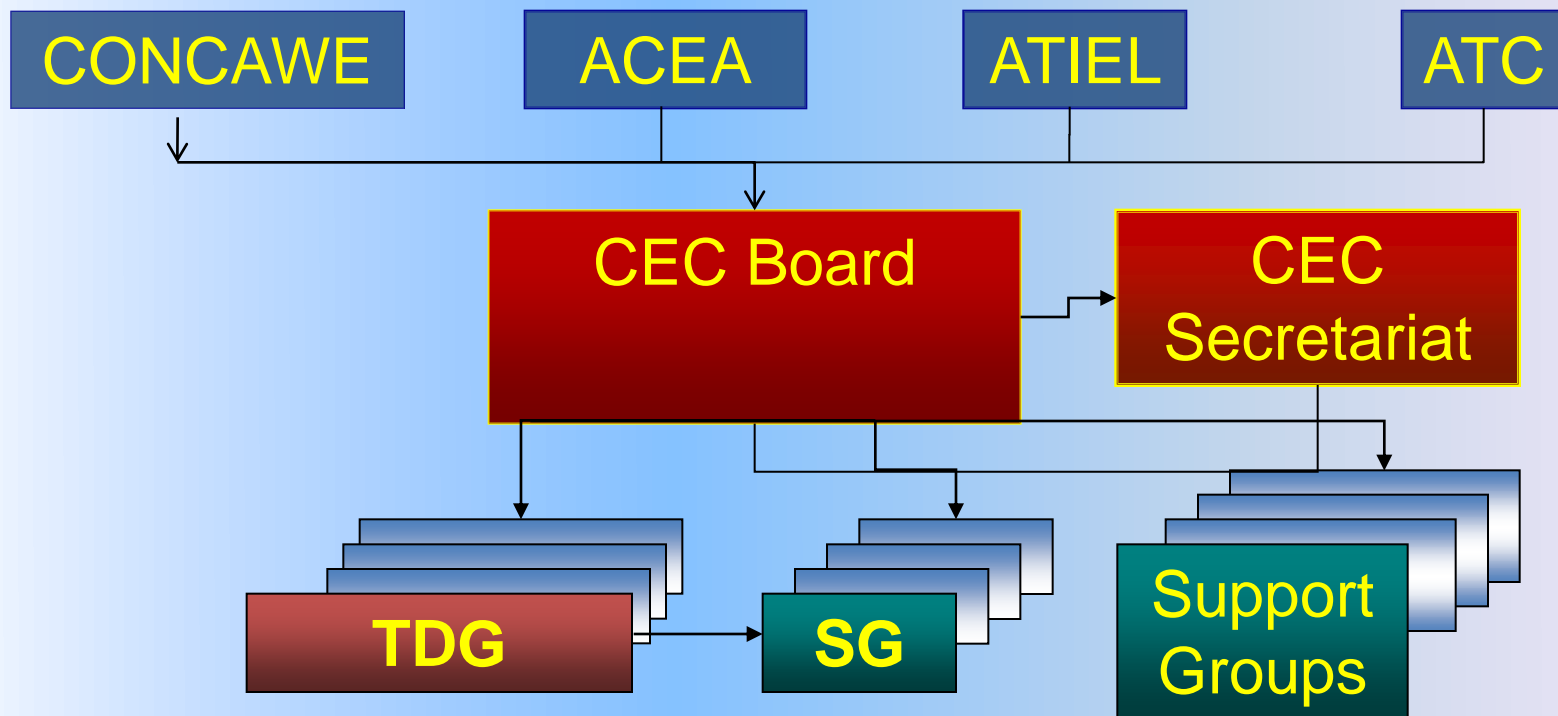 CONCAWE
ACEA
ATIEL
ATC
CEC Board
CEC
Secretariat
TDG
SG
Support
Groups